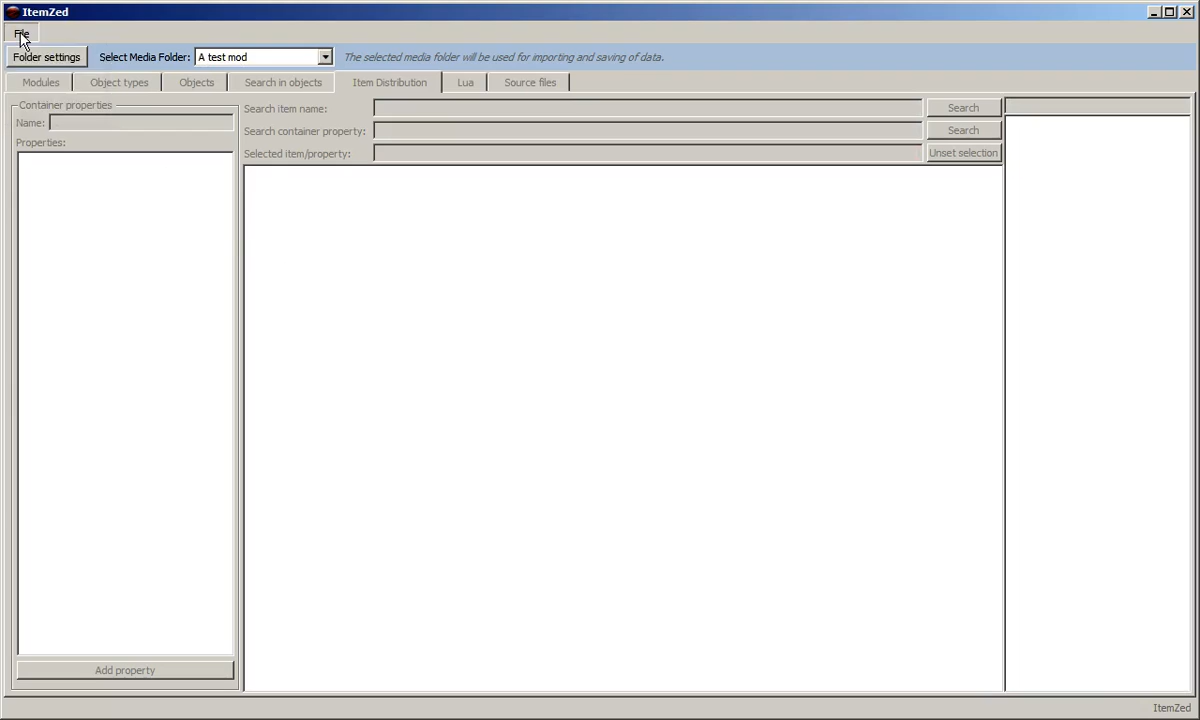 ItemZed
File
Folder settings Select Media Folder: A test mod The selected media folder will be used for importing and saving of data.
Modules Object types Objects Search in objects Item Distribution Lua Source files
Container properties
Name:
Properties:
Add property
Search item name: Search
Search container property: Search
Selected item/property: Unset selection
ItemZed